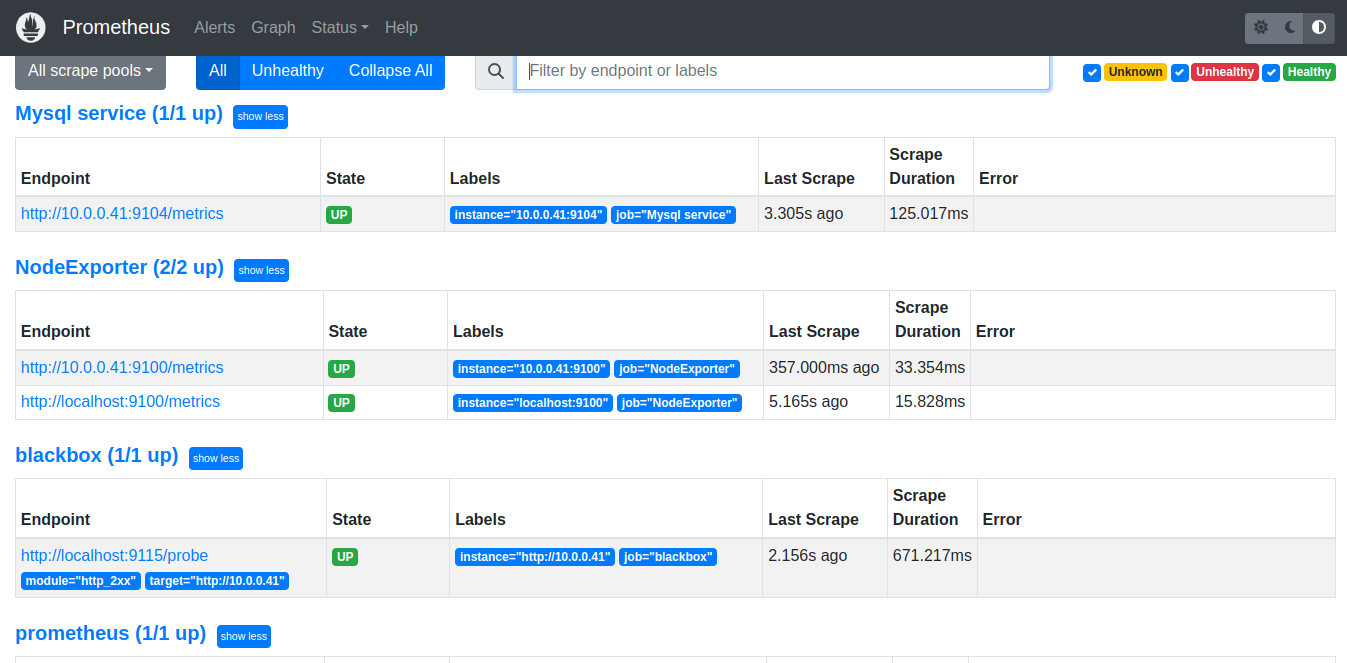 Prometheus Alerts Graph Status Help
All scrape pools All Unhealthy Collapse All Filter by endpoint or labels Unknown Unhealthy Healthy
Mysql service (1/1 up) show less
Endpoint State Labels Last Scrape Scrape Duration Error
http://10.0.0.41:9104/metrics UP instance="10.0.0.41:9104" job="Mysql service" 3.305s ago 125.017ms
NodeExporter (2/2 up) show less
Endpoint State Labels Last Scrape Scrape Duration Error
http://10.0.0.41:9100/metrics UP instance="10.0.0.41:9100" job="NodeExporter" 357.000ms ago 33.354ms
http://localhost:9100/metrics UP instance="localhost:9100" job="NodeExporter" 5.165s ago 15.828ms
blackbox (1/1 up) show less
Endpoint State Labels Last Scrape Scrape Duration Error
http://localhost:9115/probe UP instance="http://10.0.0.41" job="blackbox" 2.156s ago 671.217ms
module="http_2xx" target="http://10.0.0.41"
prometheus (1/1 up) show less